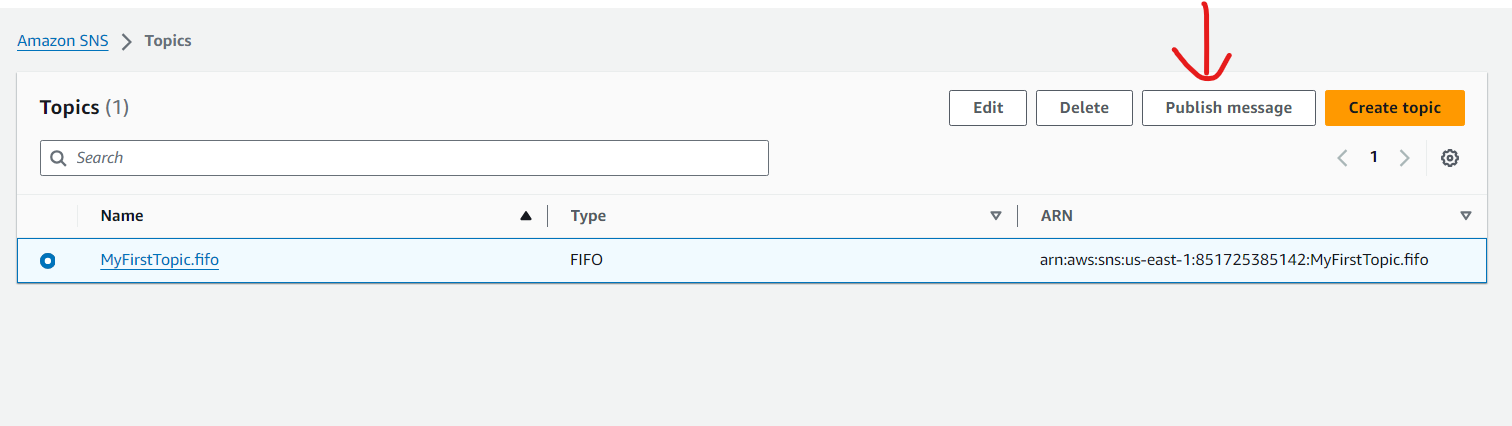 Amazon SNS > Topics
Topics (1)
Edit Delete Publish message Create topic
Search
1
Name Type ARN
MyFirstTopic.fifo FIFO arn:aws:sns:us-east-1:851725385142:MyFirstTopic.fifo